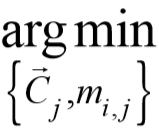 arg min
{C⃗_j, m_{i,j}}